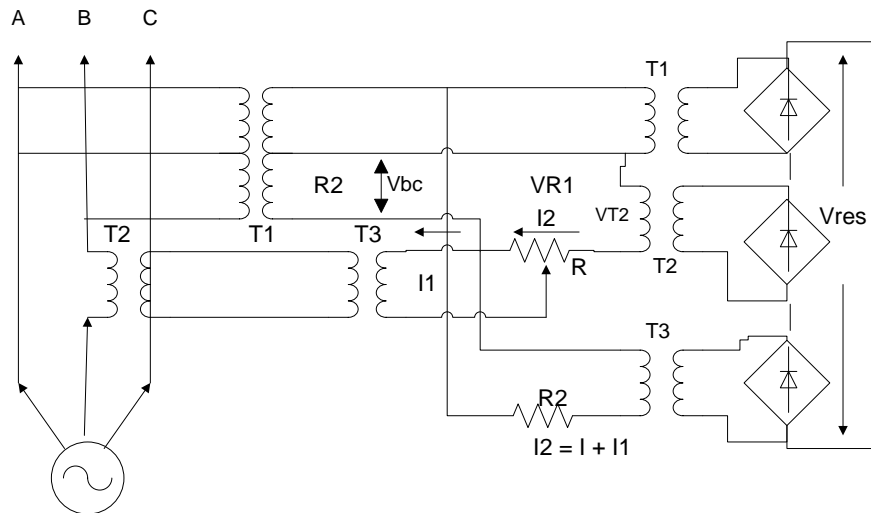 A B C
T1
R2 Vbc VR1
I2 VT2 Vres
T2 T1 T3
R T2
I1
T3
R2
I2 = I + I1